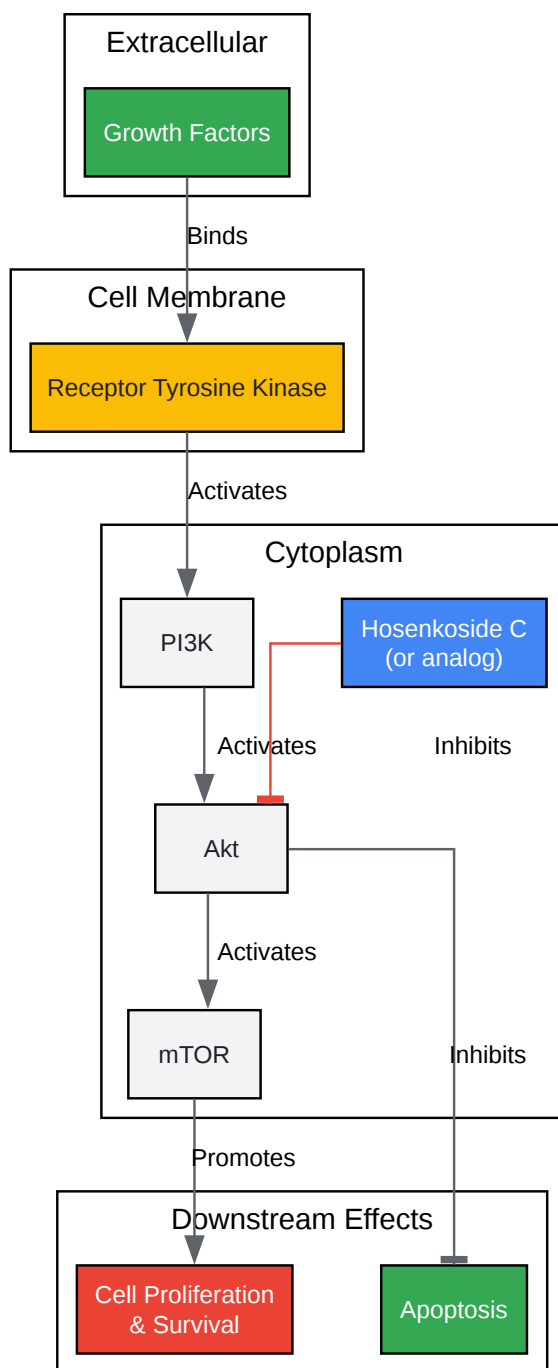 Extracellular
Growth Factors
Binds
Cell Membrane
Receptor Tyrosine Kinase
Activates
Cytoplasm
PI3K
Hosenkoside C
(or analog)
Activates
Inhibits
Akt
Activates
mTOR
Inhibits
Promotes
Downstream Effects
Cell Proliferation
& Survival
Apoptosis